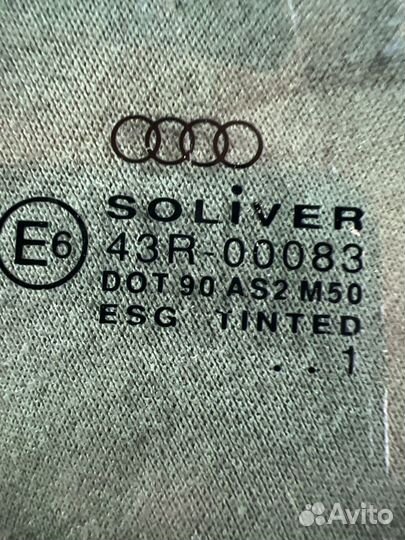 SOLiVER
E6 43R-00083
DOT 90 AS2 M50
ESG TINTED
. . 1
Avito